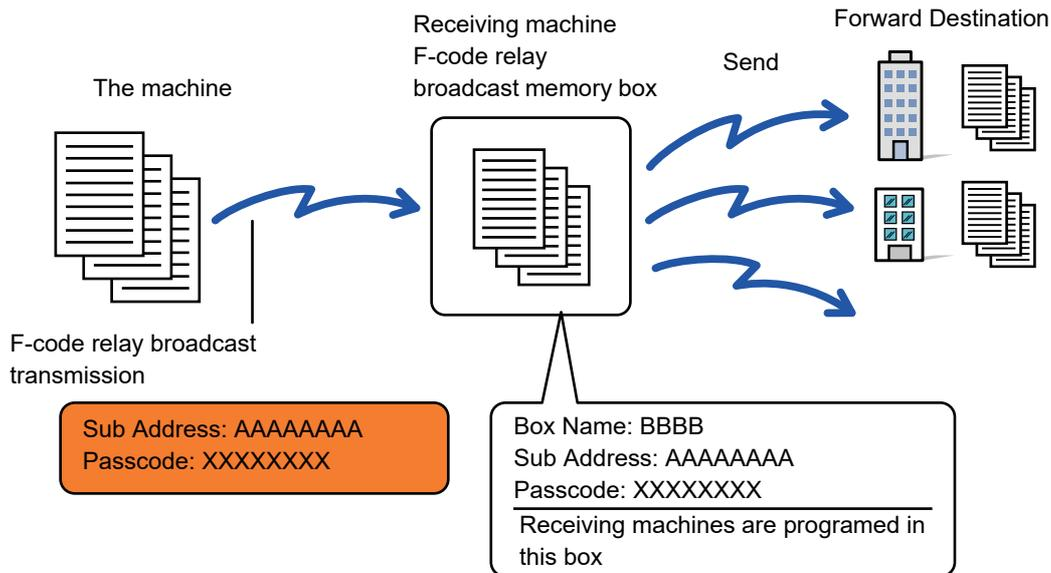 Forward Destination
Receiving machine
F-code relay
broadcast memory box
Send
The machine
F-code relay broadcast
transmission
Sub Address: AAAAAAAA
Passcode: XXXXXXXX
Box Name: BBBB
Sub Address: AAAAAAAA
Passcode: XXXXXXXX
Receiving machines are programed in
this box